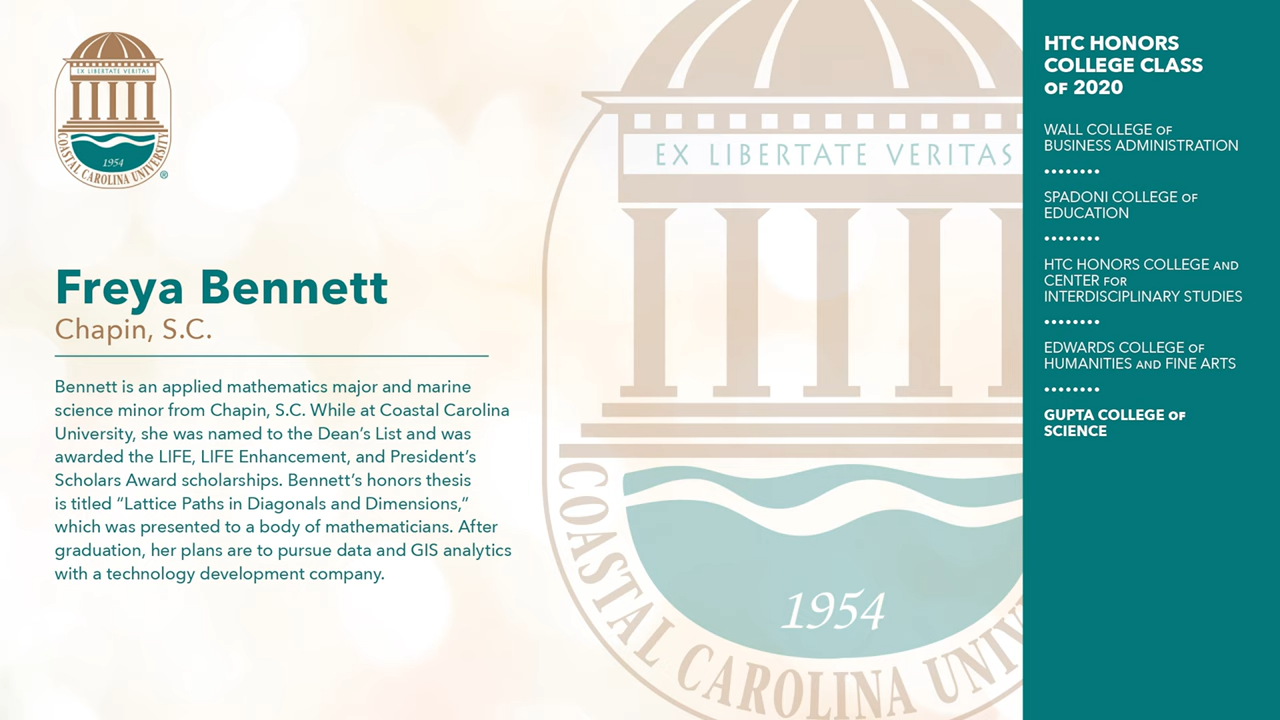 EX LIBERTATE VERITAS
1954
COASTAL CAROLINA UNIVERSITY
®
Freya Bennett
Chapin, S.C.
Bennett is an applied mathematics major and marine
science minor from Chapin, S.C. While at Coastal Carolina
University, she was named to the Dean’s List and was
awarded the LIFE, LIFE Enhancement, and President’s
Scholars Award scholarships. Bennett’s honors thesis
is titled “Lattice Paths in Diagonals and Dimensions,”
which was presented to a body of mathematicians. After
graduation, her plans are to pursue data and GIS analytics
with a technology development company.
EX LIBERTATE VERITAS
1954
COASTAL CAROLINA UNIV
HTC HONORS
COLLEGE CLASS
OF 2020
WALL COLLEGE OF
BUSINESS ADMINISTRATION
SPADONI COLLEGE OF
EDUCATION
HTC HONORS COLLEGE AND
CENTER FOR
INTERDISCIPLINARY STUDIES
EDWARDS COLLEGE OF
HUMANITIES AND FINE ARTS
GUPTA COLLEGE OF
SCIENCE